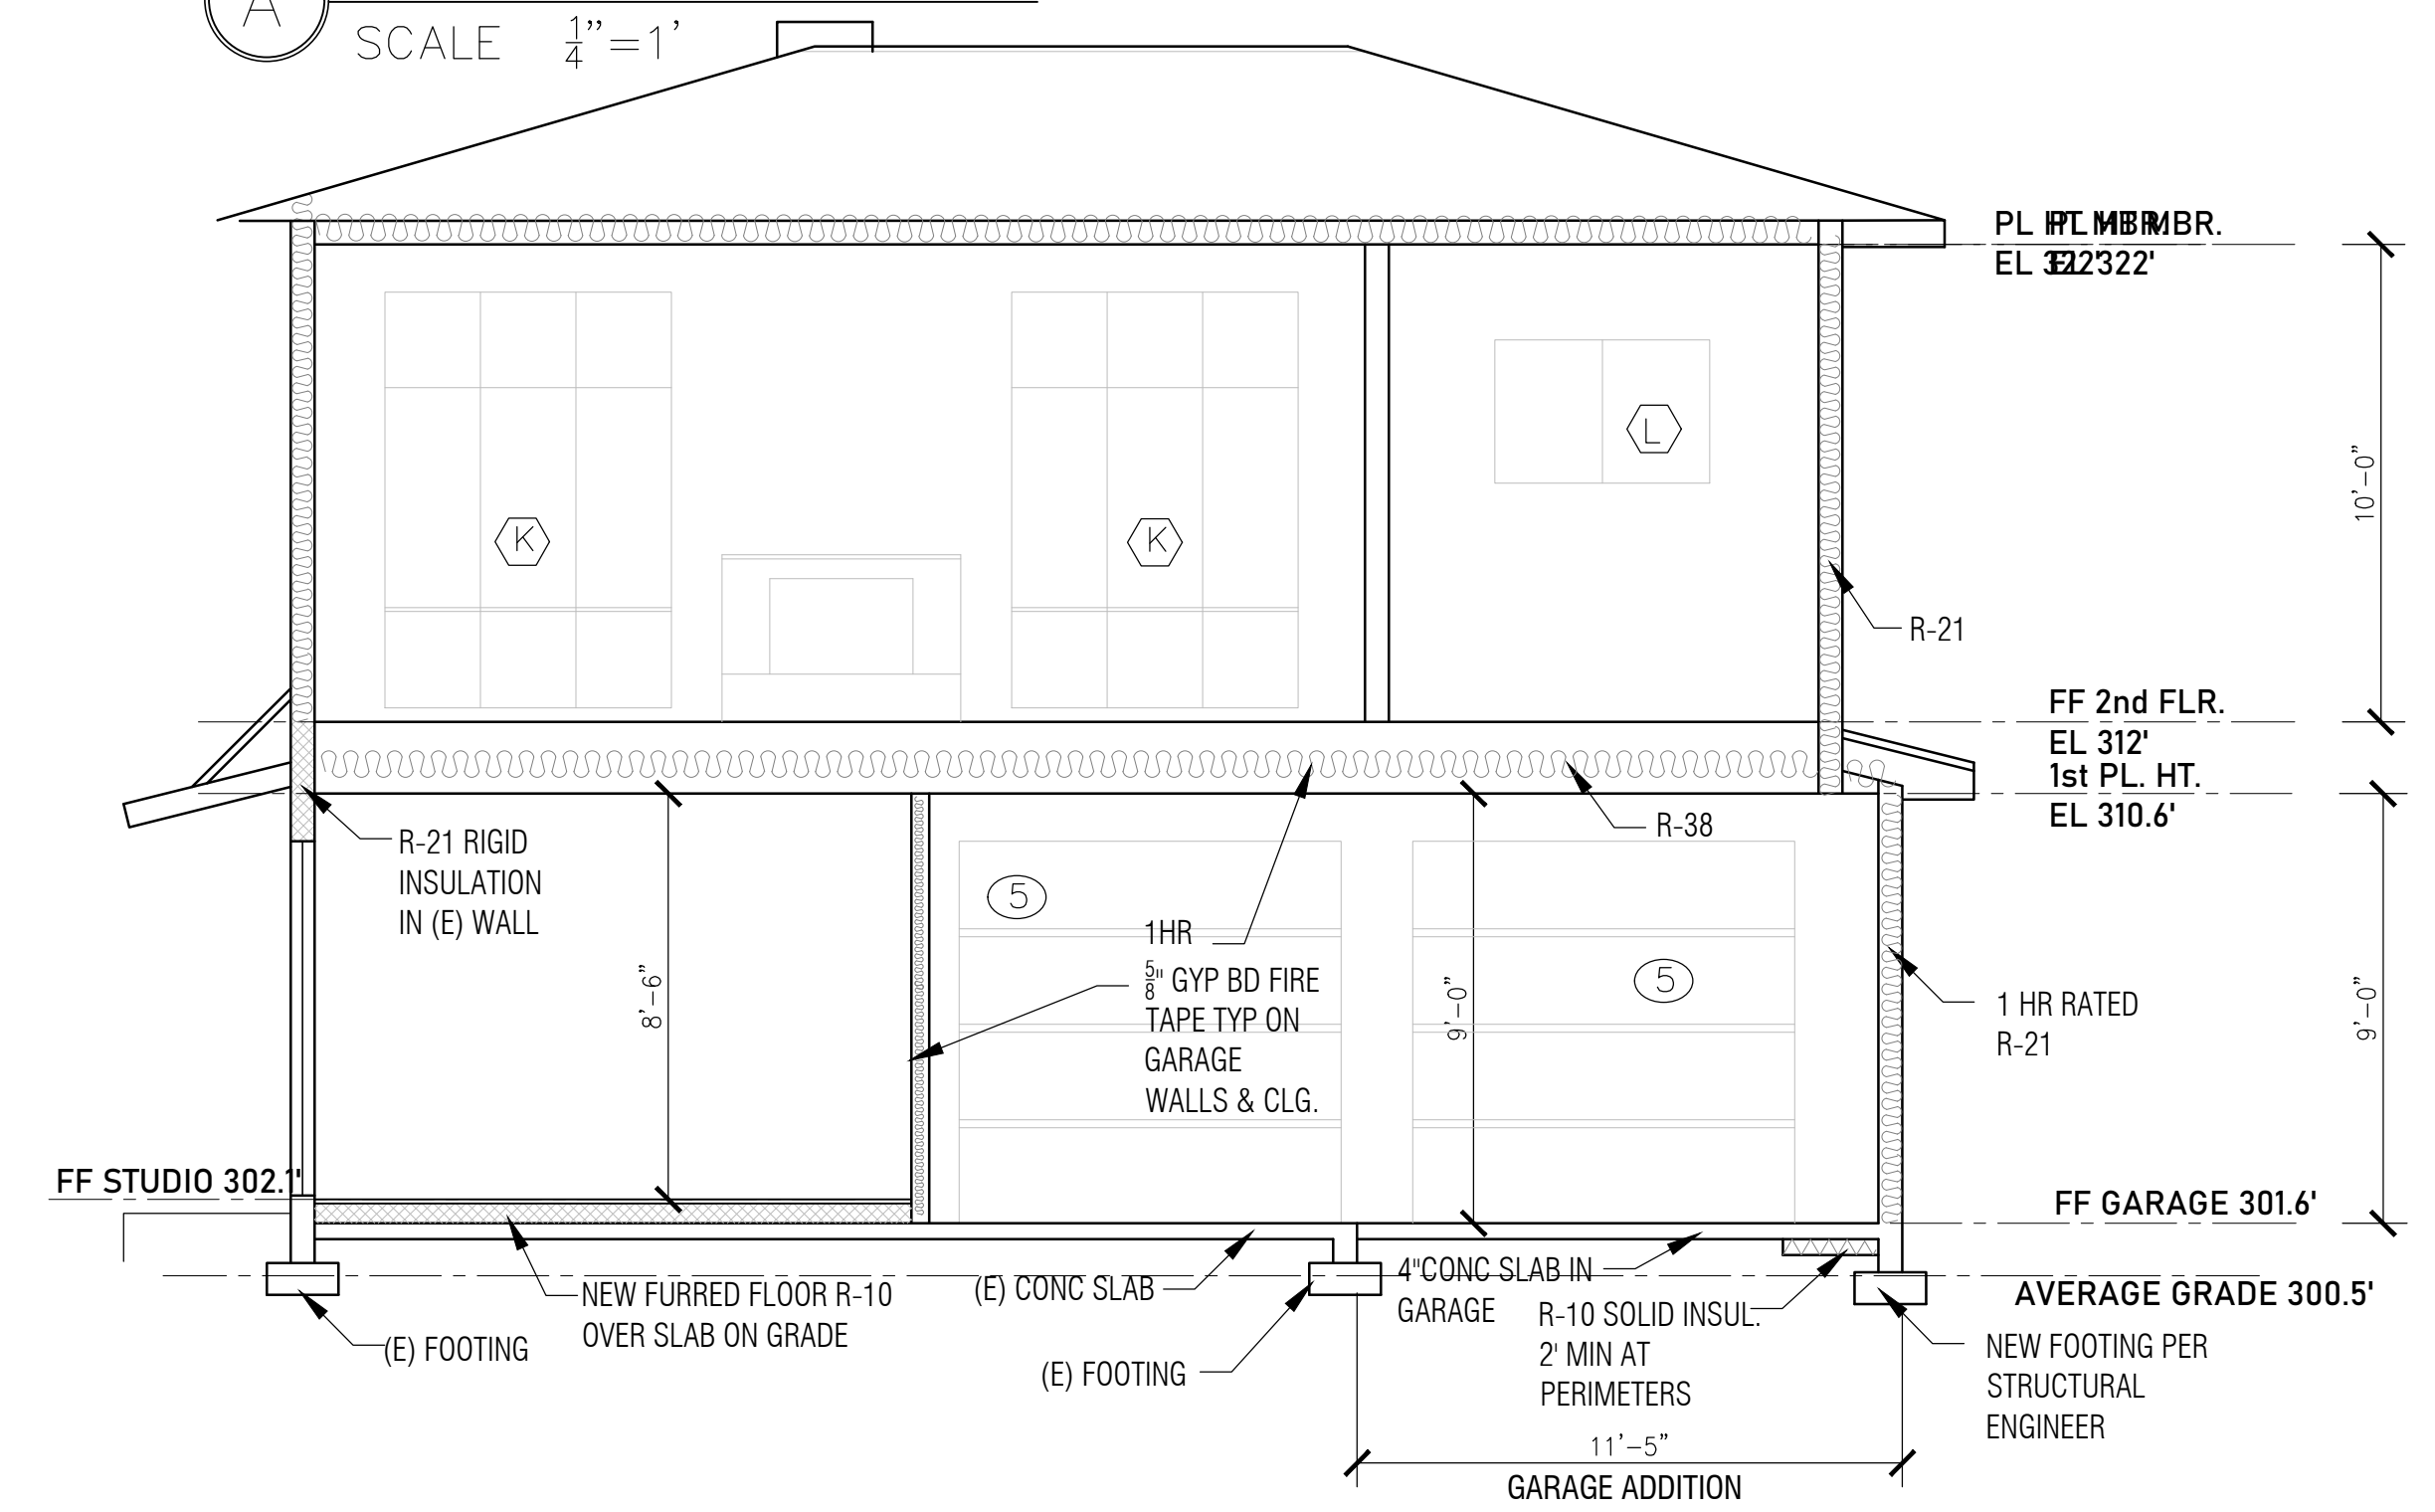 A
SCALE 1/4"=1'
PL HT MBR.
PL HT MBR.
EL 322'
EL 322'
10'-0"
L
K
K
R-21
FF 2nd FLR.
EL 312'
1st PL. HT.
EL 310.6'
R-38
R-21 RIGID
INSULATION
IN (E) WALL
5
5
1HR
5/8" GYP BD FIRE
TAPE TYP ON
GARAGE
WALLS & CLG.
8'-6"
9'-0"
9'-0"
1 HR RATED
R-21
FF STUDIO 302.1'
FF GARAGE 301.6'
(E) CONC SLAB
4"CONC SLAB IN
GARAGE
NEW FURRED FLOOR R-10
OVER SLAB ON GRADE
AVERAGE GRADE 300.5'
R-10 SOLID INSUL.
2' MIN AT
PERIMETERS
(E) FOOTING
(E) FOOTING
NEW FOOTING PER
STRUCTURAL
ENGINEER
11'-5"
GARAGE ADDITION